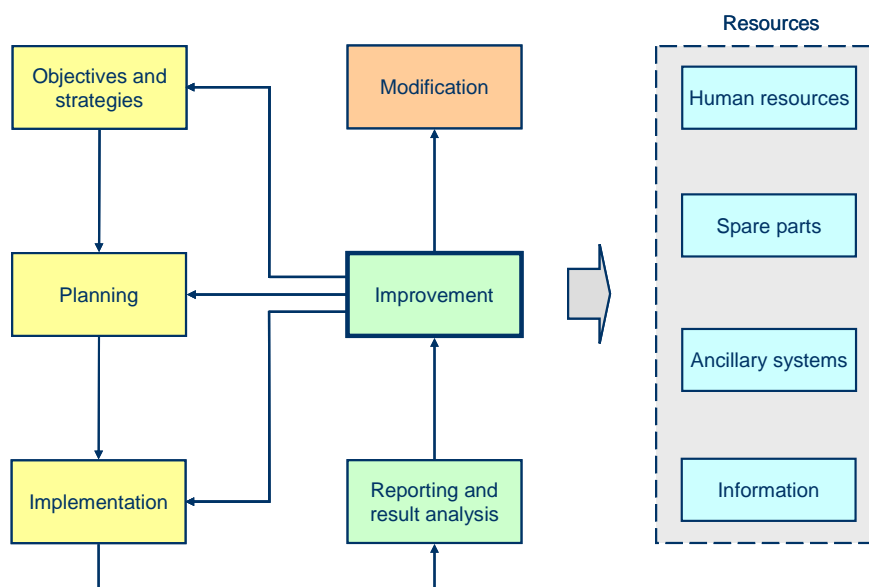 Resources
Objectives and
strategies
Modification
Human resources
Spare parts
Planning
Improvement
Ancillary systems
Implementation
Reporting and
result analysis
Information